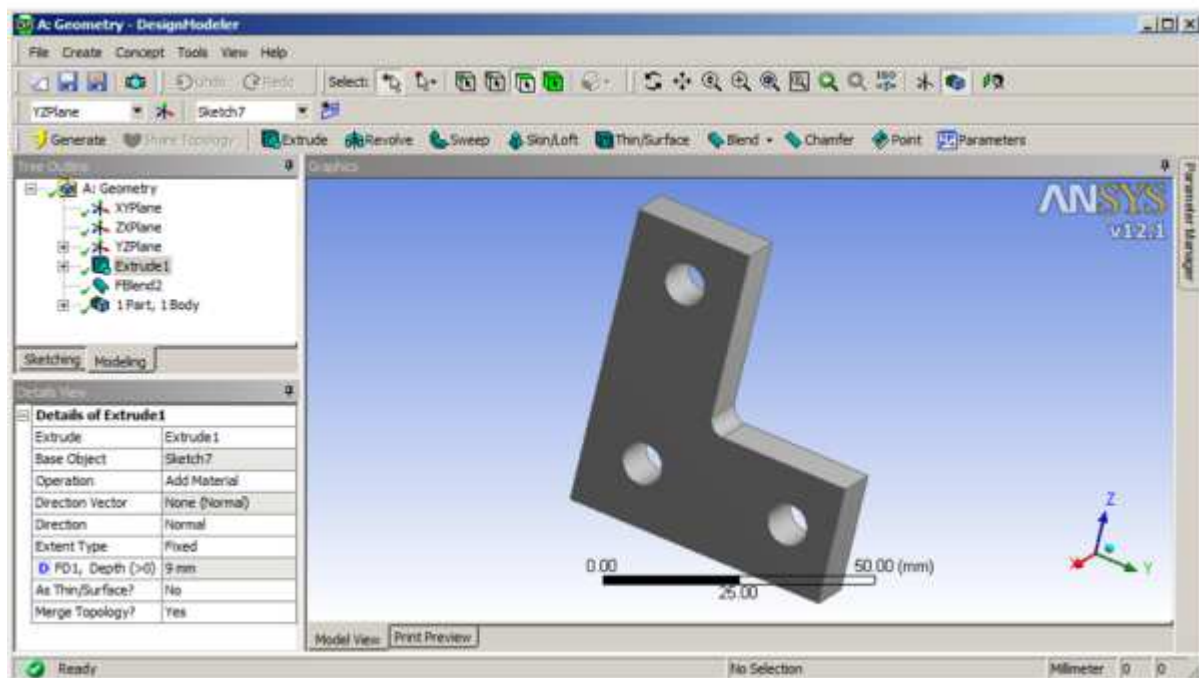 A: Geometry - DesignModeler
File Create Concept Tools View Help
Undo Redo Select:
YZPlane Sketch7
Generate Share Topology Extrude Revolve Sweep Skin/Loft Thin/Surface Blend Chamfer Point Parameters
Tree Outline
A: Geometry
XYPlane
ZXPlane
YZPlane
Extrude1
FBlend2
1 Part, 1 Body
Sketching Modeling
Details View
Details of Extrude1
Extrude Extrude1
Base Object Sketch7
Operation Add Material
Direction Vector None (Normal)
Direction Normal
Extent Type Fixed
D FD1, Depth (>0) 9 mm
As Thin/Surface? No
Merge Topology? Yes
Graphics
ANSYS
v12.1
Z
X Y
0.00 50.00 (mm)
25.00
Model View Print Preview
Parameter Manager
Ready No Selection Millimeter 0 0